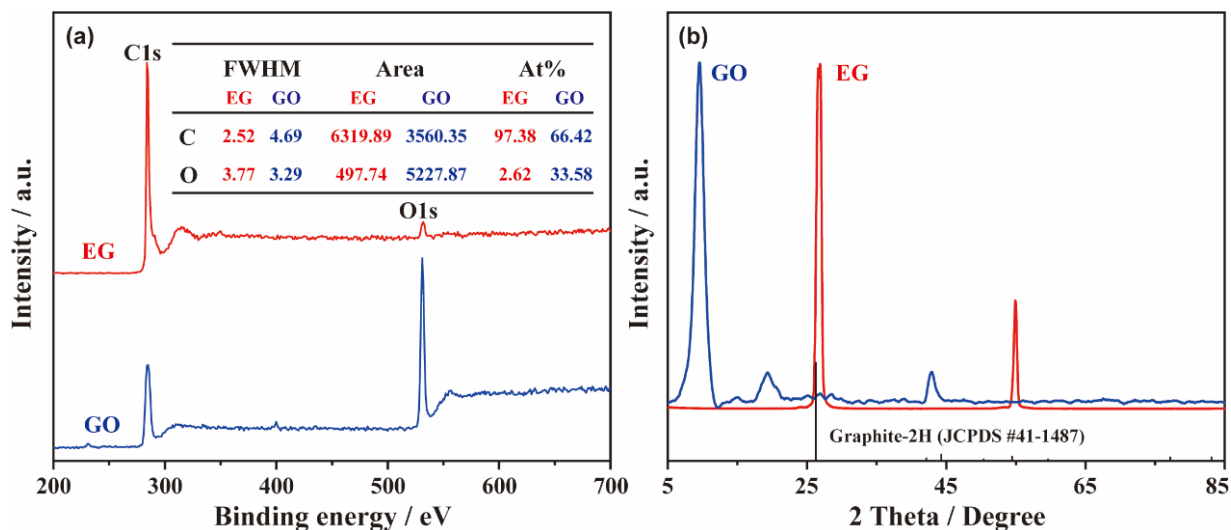 (a)
C1s
FWHM Area At%
EG GO EG GO EG GO
C 2.52 4.69 6319.89 3560.35 97.38 66.42
O 3.77 3.29 497.74 5227.87 2.62 33.58
O1s
EG
GO
Intensity / a.u.
200 300 400 500 600 700
Binding energy / eV
(b)
GO
EG
Graphite-2H (JCPDS #41-1487)
Intensity / a.u.
5 25 45 65 85
2 Theta / Degree